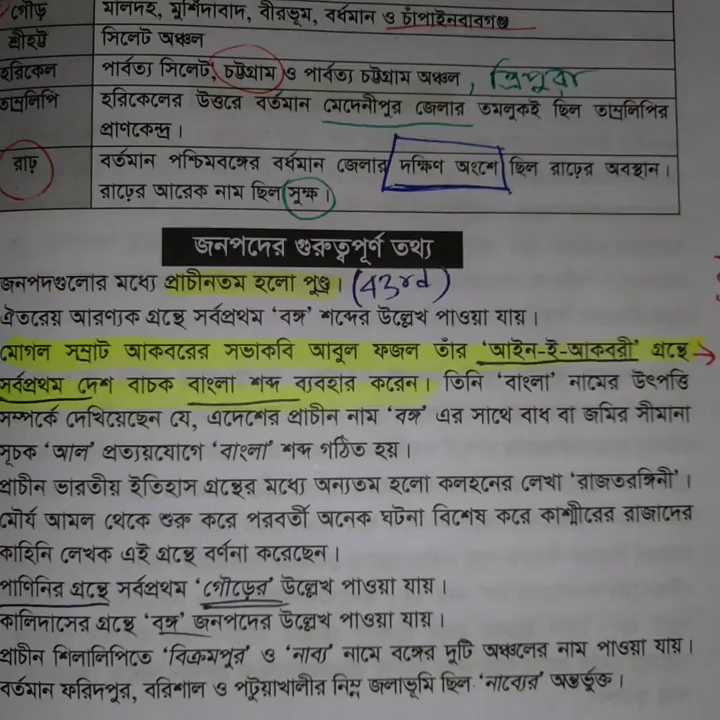 গৌড় মালদহ, মুর্শিদাবাদ, বীরভূম, বর্ধমান ও চাঁপাইনবাবগঞ্জ
শ্রীহট্ট সিলেট অঞ্চল
হরিকেল পার্বত্য সিলেট, চট্টগ্রাম ও পার্বত্য চট্টগ্রাম অঞ্চল, ত্রিপুরা
তাম্রলিপি হরিকেলের উত্তরে বর্তমান মেদেনীপুর জেলার তমলুকই ছিল তাম্রলিপির
প্রাণকেন্দ্র।
রাঢ় বর্তমান পশ্চিমবঙ্গের বর্ধমান জেলার দক্ষিণ অংশে ছিল রাঢ়ের অবস্থান।
রাঢ়ের আরেক নাম ছিল সুক্ষ।
জনপদের গুরুত্বপূর্ণ তথ্য
জনপদগুলোর মধ্যে প্রাচীনতম হলো পুণ্ড্র। (43rd)
ঐতরেয় আরণ্যক গ্রন্থে সর্বপ্রথম ‘বঙ্গ’ শব্দের উল্লেখ পাওয়া যায়।
মোগল সম্রাট আকবরের সভাকবি আবুল ফজল তাঁর ‘আইন-ই-আকবরী’ গ্রন্থে
সর্বপ্রথম দেশ বাচক বাংলা শব্দ ব্যবহার করেন। তিনি ‘বাংলা’ নামের উৎপত্তি
সম্পর্কে দেখিয়েছেন যে, এদেশের প্রাচীন নাম ‘বঙ্গ’ এর সাথে বাধ বা জমির সীমানা
সূচক ‘আল’ প্রত্যয়যোগে ‘বাংলা’ শব্দ গঠিত হয়।
প্রাচীন ভারতীয় ইতিহাস গ্রন্থের মধ্যে অন্যতম হলো কলহনের লেখা ‘রাজতরঙ্গিনী’।
মৌর্য আমল থেকে শুরু করে পরবর্তী অনেক ঘটনা বিশেষ করে কাশ্মীরের রাজাদের
কাহিনি লেখক এই গ্রন্থে বর্ণনা করেছেন।
পাণিনির গ্রন্থে সর্বপ্রথম ‘গৌড়ের’ উল্লেখ পাওয়া যায়।
কালিদাসের গ্রন্থে ‘বঙ্গ’ জনপদের উল্লেখ পাওয়া যায়।
প্রাচীন শিলালিপিতে ‘বিক্রমপুর’ ও ‘নাব্য’ নামে বঙ্গের দুটি অঞ্চলের নাম পাওয়া যায়।
বর্তমান ফরিদপুর, বরিশাল ও পটুয়াখালীর নিম্ন জলাভূমি ছিল ‘নাব্যের’ অন্তর্ভুক্ত।